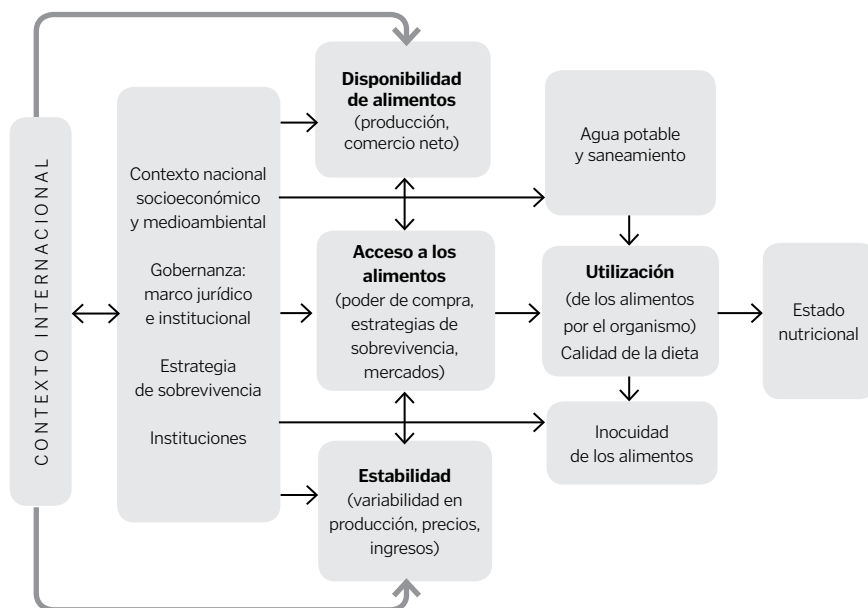 CONTEXTO INTERNACIONAL
Contexto nacional
socioeconómico
y medioambiental
Gobernanza:
marco jurídico
e institucional
Estrategia
de sobrevivencia
Instituciones
Disponibilidad
de alimentos
(producción,
comercio neto)
Acceso a los
alimentos
(poder de compra,
estrategias de
sobrevivencia,
mercados)
Estabilidad
(variabilidad en
producción, precios,
ingresos)
Agua potable
y saneamiento
Utilización
(de los alimentos
por el organismo)
Calidad de la dieta
Inocuidad
de los alimentos
Estado
nutricional